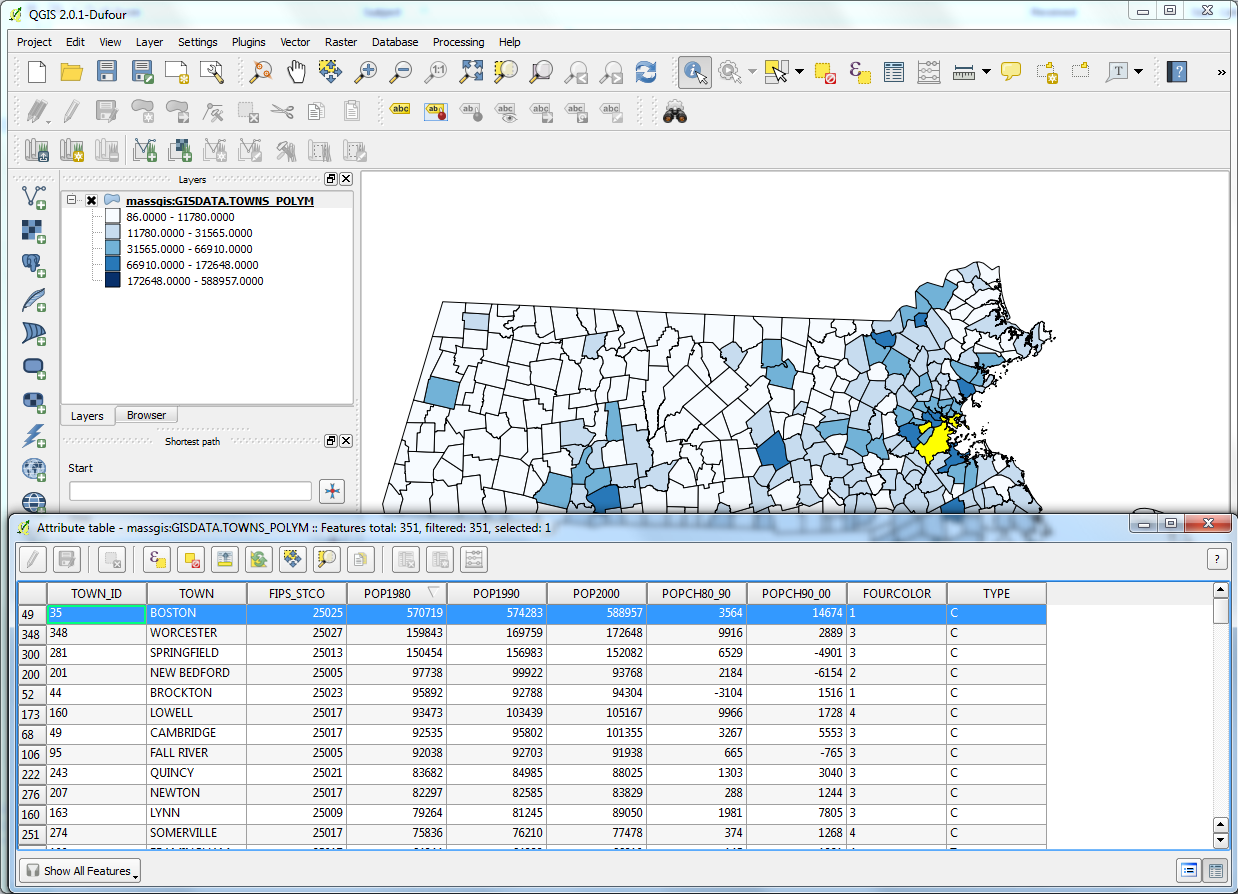 QGIS 2.0.1-Dufour
Project Edit View Layer Settings Plugins Vector Raster Database Processing Help
Layers
massgis:GISDATA.TOWNS_POLYM
86.0000 - 11780.0000
11780.0000 - 31565.0000
31565.0000 - 66910.0000
66910.0000 - 172648.0000
172648.0000 - 588957.0000
Layers Browser
Shortest path
Start
Attribute table - massgis:GISDATA.TOWNS_POLYM :: Features total: 351, filtered: 351, selected: 1
TOWN_ID TOWN FIPS_STCO POP1980 POP1990 POP2000 POPCH80_90 POPCH90_00 FOURCOLOR TYPE
49 35 BOSTON 25025 570719 574283 588957 3564 14674 1 C
348 348 WORCESTER 25027 159843 169759 172648 9916 2889 3 C
300 281 SPRINGFIELD 25013 150454 156983 152082 6529 -4901 3 C
200 201 NEW BEDFORD 25005 97738 99922 93768 2184 -6154 2 C
52 44 BROCKTON 25023 95892 92788 94304 -3104 1516 1 C
173 160 LOWELL 25017 93473 103439 105167 9966 1728 4 C
68 49 CAMBRIDGE 25017 92535 95802 101355 3267 5553 3 C
106 95 FALL RIVER 25005 92038 92703 91938 665 -765 3 C
222 243 QUINCY 25021 83682 84985 88025 1303 3040 3 C
276 207 NEWTON 25017 82297 82585 83829 288 1244 3 C
160 163 LYNN 25009 79264 81245 89050 1981 7805 3 C
251 274 SOMERVILLE 25017 75836 76210 77478 374 1268 4 C
Show All Features